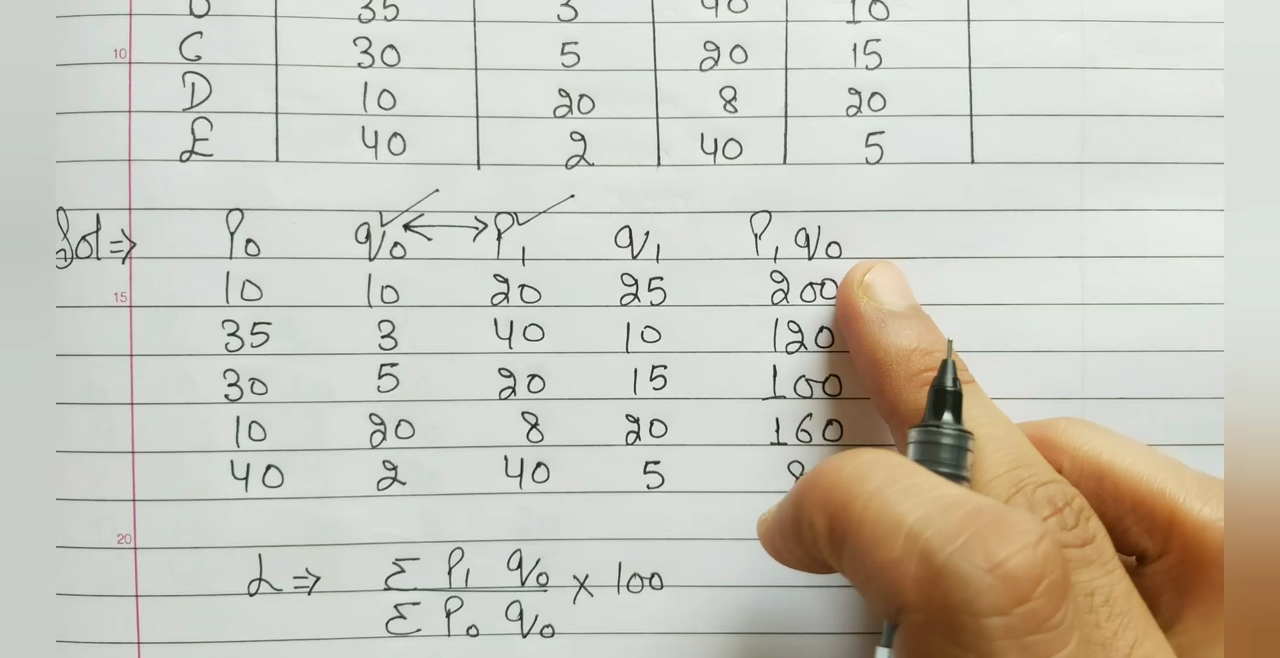 35 3 40 10
10 C 30 5 20 15
D 10 20 8 20
E 40 2 40 5
Sol⇒ P₀ q₀ ↔ P₁ q₁ P₁ q₀
15 10 10 20 25 200
35 3 40 10 120
30 5 20 15 100
10 20 8 20 160
40 2 40 5 8
20
L ⇒ Σ P₁ q₀ × 100
Σ P₀ q₀